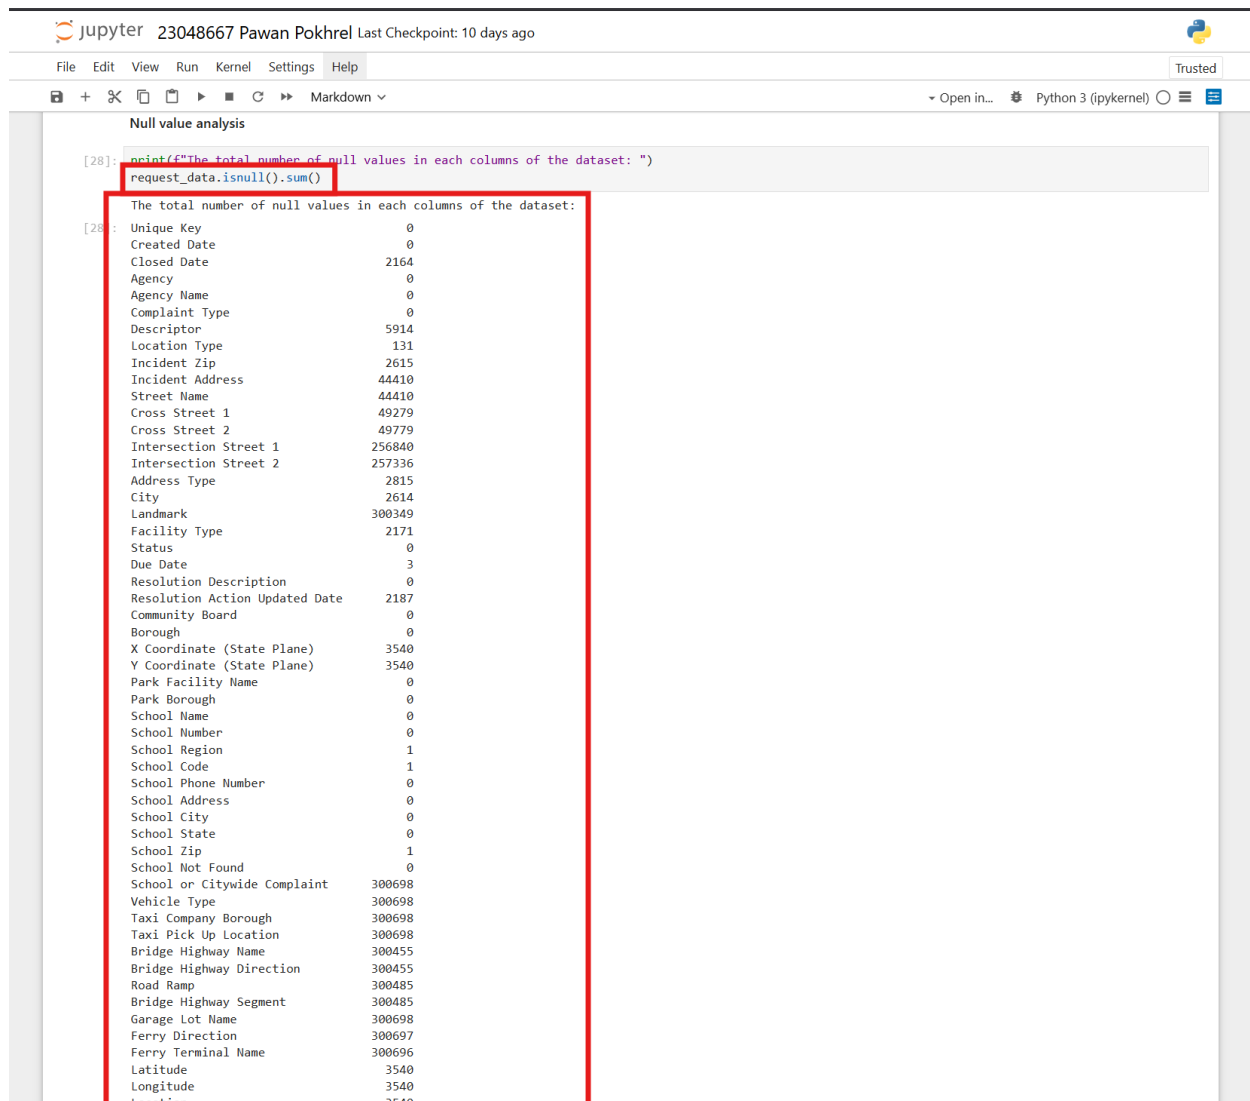 jupyter 23048667 Pawan Pokhrel Last Checkpoint: 10 days ago
File Edit View Run Kernel Settings Help Trusted
Markdown Open in... Python 3 (ipykernel)
Null value analysis
[28]: print(f"The total number of null values in each columns of the dataset: ")
request_data.isnull().sum()
The total number of null values in each columns of the dataset:
[28]: Unique Key 0
Created Date 0
Closed Date 2164
Agency 0
Agency Name 0
Complaint Type 0
Descriptor 5914
Location Type 131
Incident Zip 2615
Incident Address 44410
Street Name 44410
Cross Street 1 49279
Cross Street 2 49779
Intersection Street 1 256840
Intersection Street 2 257336
Address Type 2815
City 2614
Landmark 300349
Facility Type 2171
Status 0
Due Date 3
Resolution Description 0
Resolution Action Updated Date 2187
Community Board 0
Borough 0
X Coordinate (State Plane) 3540
Y Coordinate (State Plane) 3540
Park Facility Name 0
Park Borough 0
School Name 0
School Number 0
School Region 1
School Code 1
School Phone Number 0
School Address 0
School City 0
School State 0
School Zip 1
School Not Found 0
School or Citywide Complaint 300698
Vehicle Type 300698
Taxi Company Borough 300698
Taxi Pick Up Location 300698
Bridge Highway Name 300455
Bridge Highway Direction 300455
Road Ramp 300485
Bridge Highway Segment 300485
Garage Lot Name 300698
Ferry Direction 300697
Ferry Terminal Name 300696
Latitude 3540
Longitude 3540